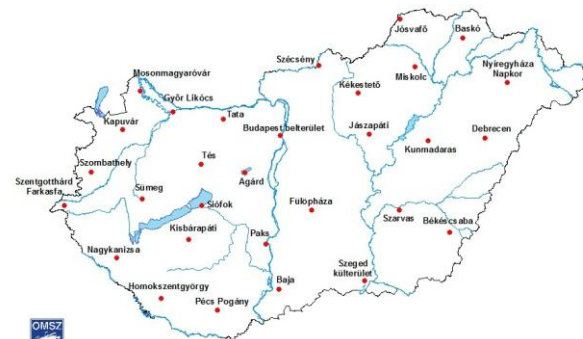 Jósvafő
Baskó
Mosonmagyaróvár
Szécsény
Miskolc
Nyíregyháza
Napkor
Kékestető
Győr Likócs
Tata
Kapuvár
Budapest belterület
Jászapáti
Debrecen
Kunmadaras
Szombathely
Tés
Agárd
Szentgotthárd
Farkasfa
Sümeg
Siófok
Fülöpháza
Szarvas
Békéscsaba
Kisbárapáti
Paks
Nagykanizsa
Szeged
külterület
Baja
Homokszentgyörgy
Pécs Pogány
OMSZ